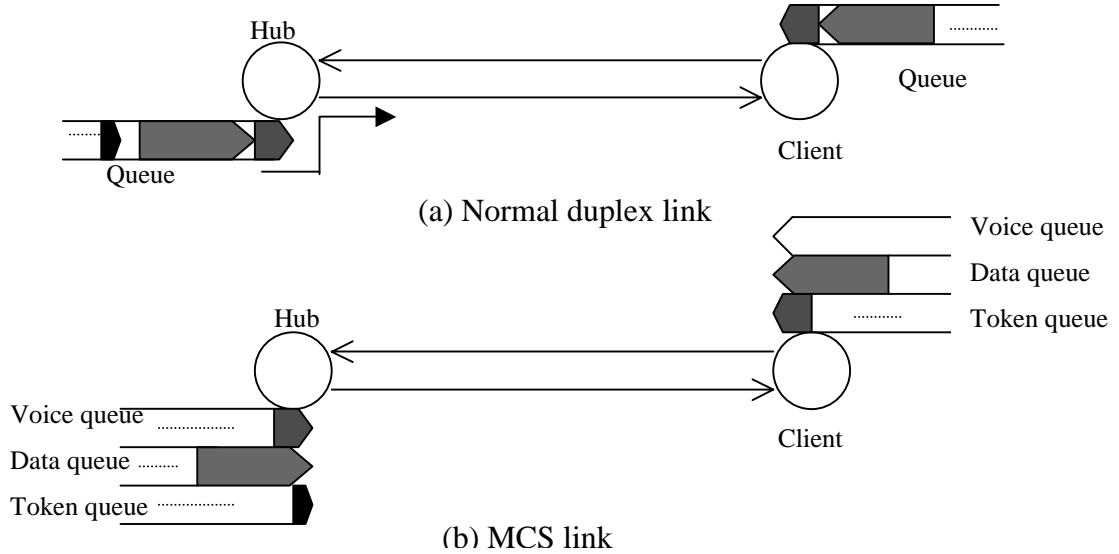 Hub
Queue
Client
Queue
(a) Normal duplex link
Voice queue
Data queue
Token queue
Hub
Voice queue
Data queue
Token queue
Client
(b) MCS link